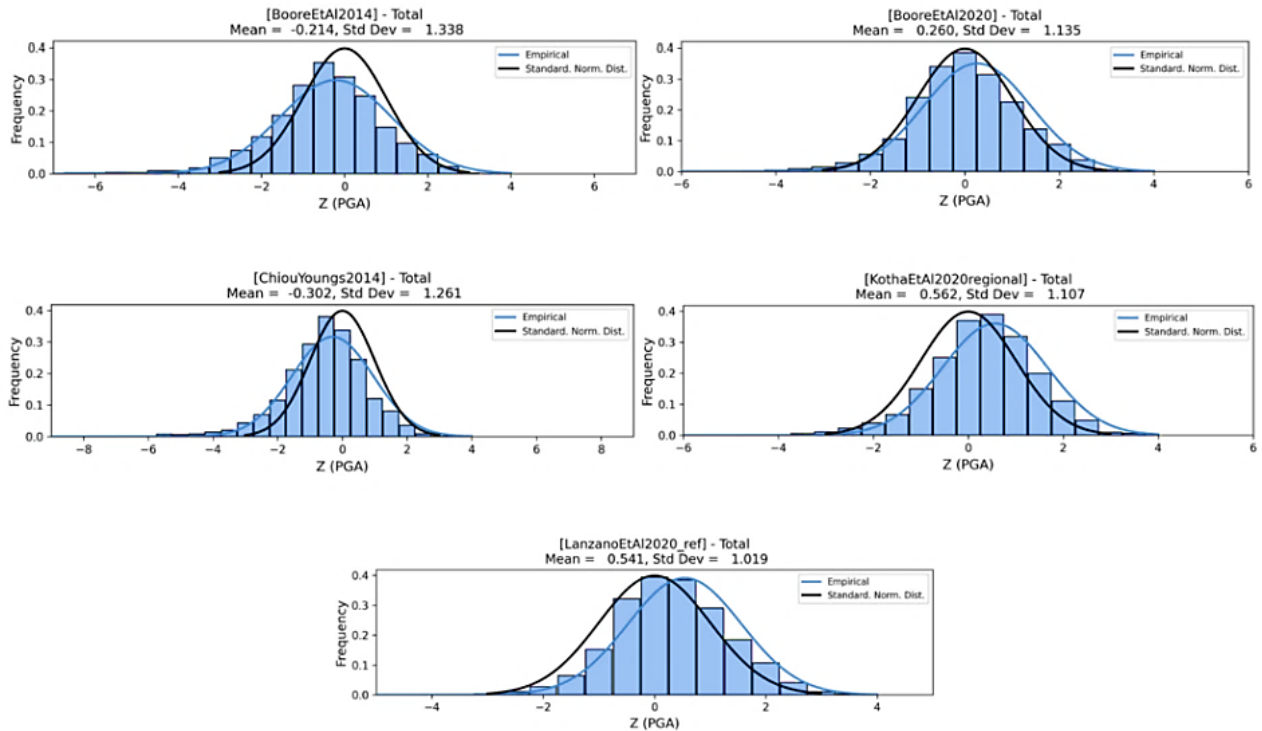 [BooreEtAl2014] - Total
Mean = -0.214, Std Dev = 1.338
Frequency
0.4
0.3
0.2
0.1
0.0
Empirical
Standard. Norm. Dist.
−6 −4 −2 0 2 4 6
Z (PGA)
[BooreEtAl2020] - Total
Mean = 0.260, Std Dev = 1.135
Frequency
0.4
0.3
0.2
0.1
0.0
Empirical
Standard. Norm. Dist.
−6 −4 −2 0 2 4 6
Z (PGA)
[ChiouYoungs2014] - Total
Mean = -0.302, Std Dev = 1.261
Frequency
0.4
0.3
0.2
0.1
0.0
Empirical
Standard. Norm. Dist.
−8 −6 −4 −2 0 2 4 6 8
Z (PGA)
[KothaEtAl2020regional] - Total
Mean = 0.562, Std Dev = 1.107
Frequency
0.4
0.3
0.2
0.1
0.0
Empirical
Standard. Norm. Dist.
−6 −4 −2 0 2 4 6
Z (PGA)
[LanzanoEtAl2020_ref] - Total
Mean = 0.541, Std Dev = 1.019
Frequency
0.4
0.3
0.2
0.1
0.0
Empirical
Standard. Norm. Dist.
−4 −2 0 2 4
Z (PGA)